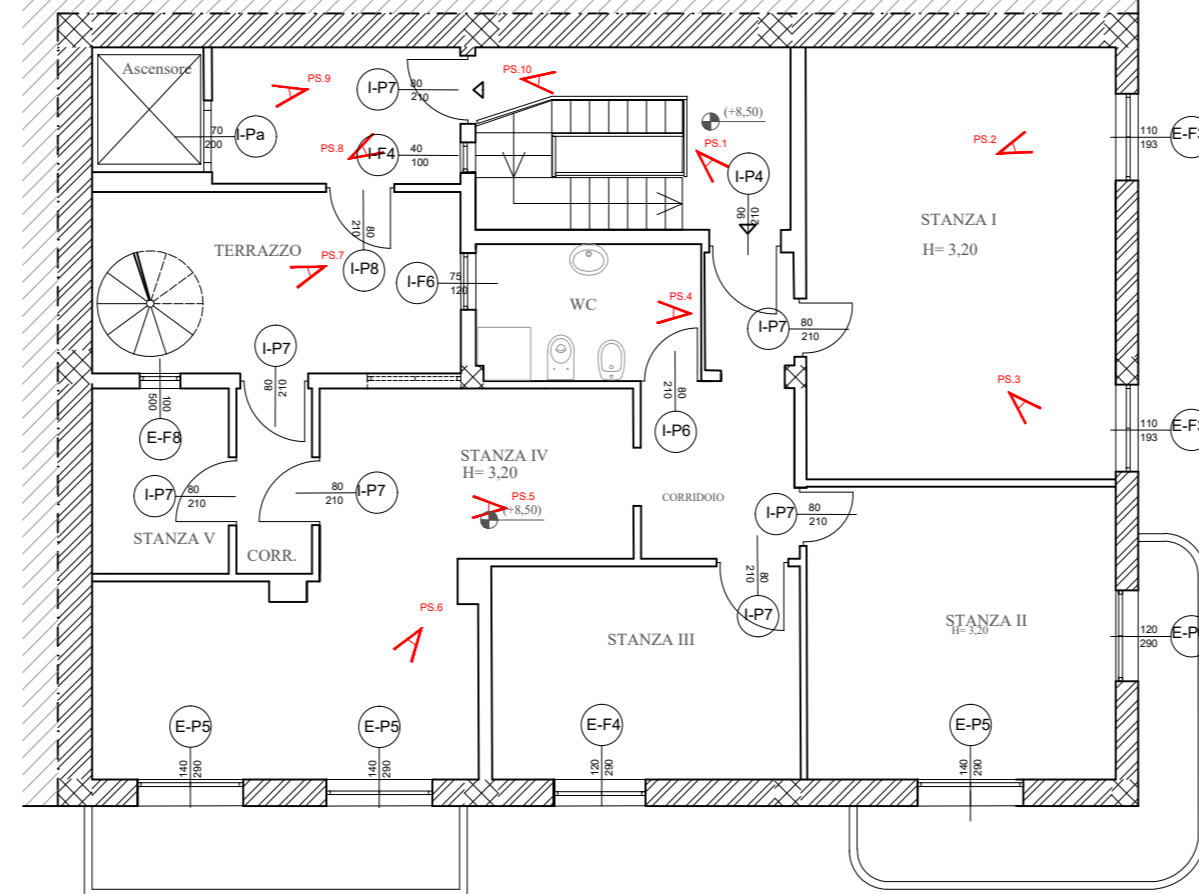 Ascensore
PS.9
I-P7
80
210
PS.10
(+8,50)
70
200
I-Pa
PS.8
I-F4
40
100
PS.1
I-P4
90
210
PS.2
110
193
STANZA I
H= 3,20
TERRAZZO
PS.7
80
210
I-P8
I-F6
75
120
WC
PS.4
I-P7
80
210
I-P7
80
210
100
500
E-F8
80
210
I-P6
PS.3
110
193
STANZA IV
H= 3,20
I-P7
80
210
80
210
I-P7
PS.5
(+8,50)
CORRIDOIO
I-P7
80
210
STANZA V
CORR.
80
210
I-P7
PS.6
STANZA III
STANZA II
H= 3,20
120
290
E-P5
140
290
E-P5
140
290
E-F4
120
290
E-P5
140
290